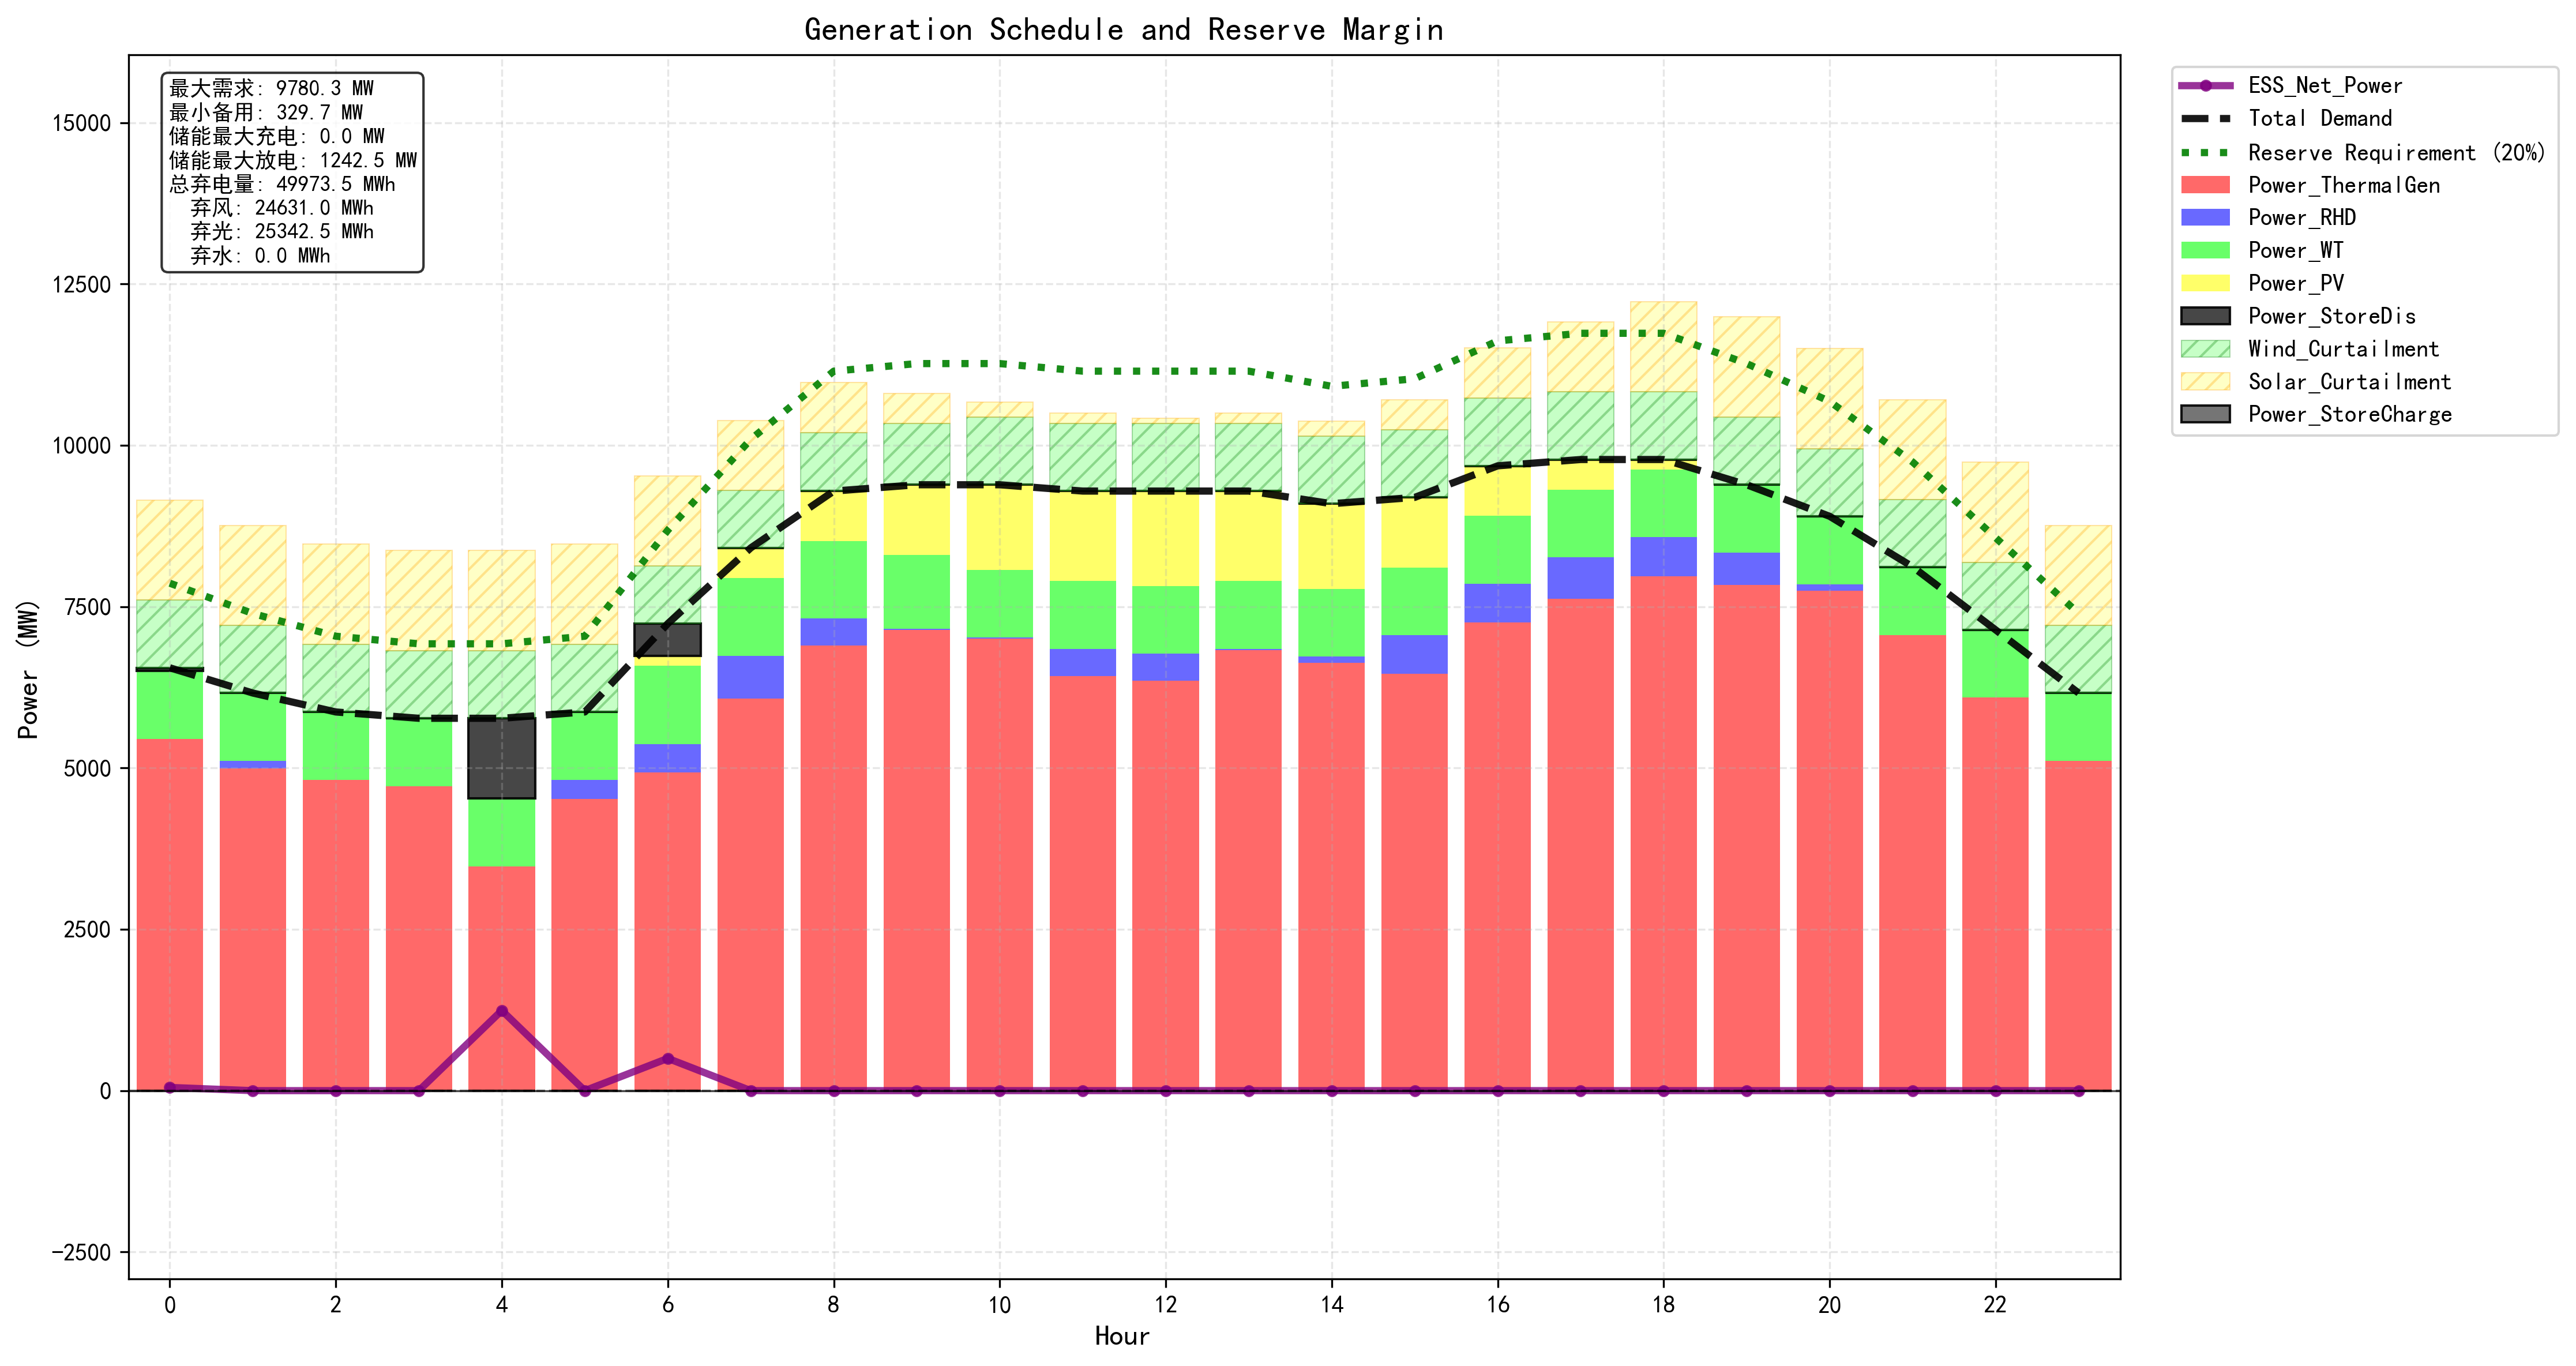 Generation Schedule and Reserve Margin
最大需求: 9780.3 MW
最小备用: 329.7 MW
储能最大充电: 0.0 MW
储能最大放电: 1242.5 MW
总弃电量: 49973.5 MWh
弃风: 24631.0 MWh
弃光: 25342.5 MWh
弃水: 0.0 MWh
ESS_Net_Power
Total Demand
Reserve Requirement (20%)
Power_ThermalGen
Power_RHD
Power_WT
Power_PV
Power_StoreDis
Wind_Curtailment
Solar_Curtailment
Power_StoreCharge
Power (MW)
15000
12500
10000
7500
5000
2500
0
−2500
0 2 4 6 8 10 12 14 16 18 20 22
Hour